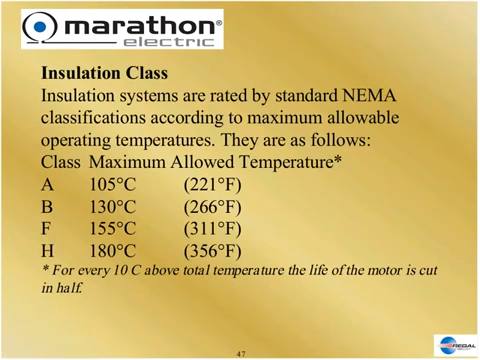 marathon®
electric
Insulation Class
Insulation systems are rated by standard NEMA
classifications according to maximum allowable
operating temperatures. They are as follows:
Class Maximum Allowed Temperature*
A 105°C (221°F)
B 130°C (266°F)
F 155°C (311°F)
H 180°C (356°F)
* For every 10 C above total temperature the life of the motor is cut
in half.
47
REGAL